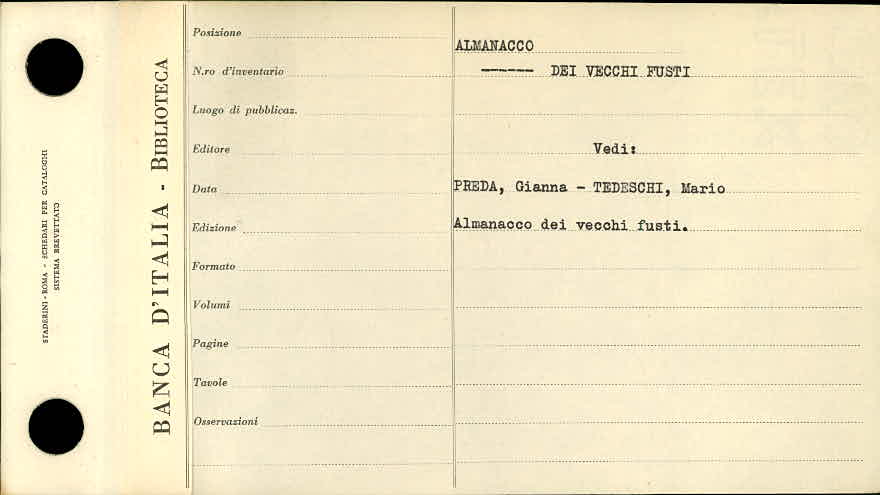 STADERINI - ROMA - SCHEDARI PER CATALOGHI
SISTEMA BREVETTATO
BANCA D'ITALIA - BIBLIOTECA
Posizione
N.ro d'inventario
Luogo di pubblicaz.
Editore
Data
Edizione
Formato
Volumi
Pagine
Tavole
Osservazioni
ALMANACCO
------ DEI VECCHI FUSTI
Vedi:
PREDA, Gianna - TEDESCHI, Mario
Almanacco dei vecchi fusti.